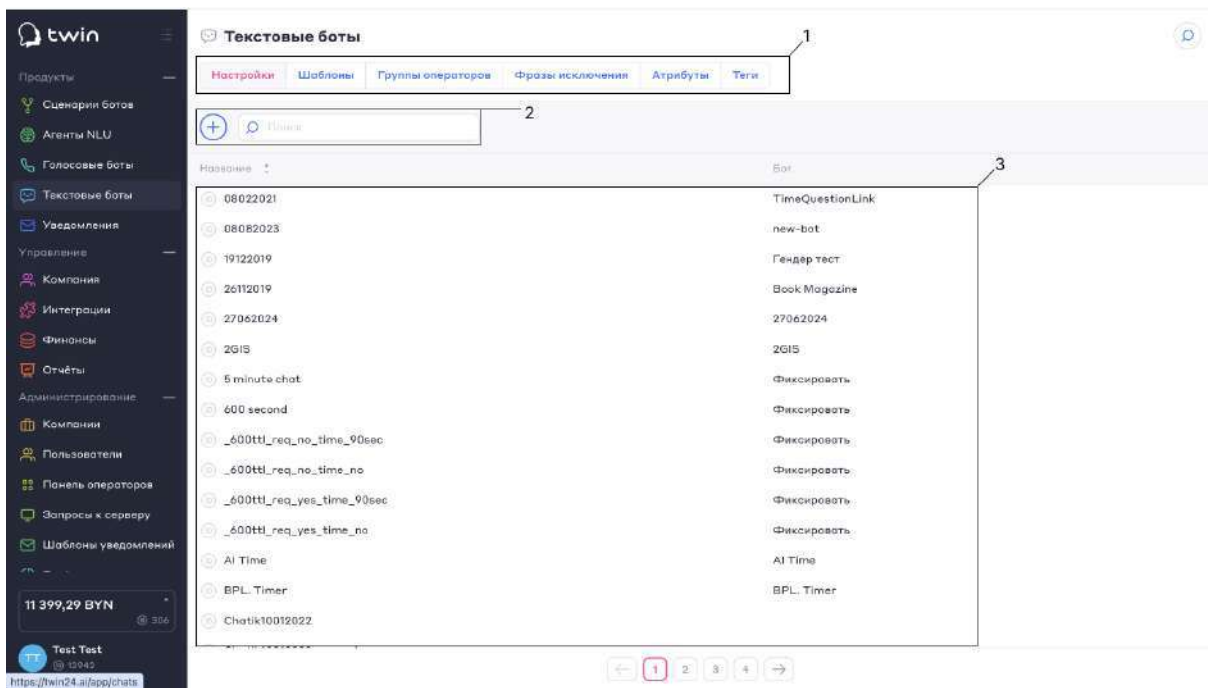 twin
Текстовые боты
1
Продукты
Настройки Шаблоны Группы операторов Фразы исключения Атрибуты Теги
Сценарии ботов
2
Агенты NLU
Поиск
Голосовые боты
Название Бот
3
Текстовые боты
08022021 TimeQuestionLink
Уведомления
08082023 new-bot
Управление
19122019 Гендер тест
Компания
26112019 Book Magazine
Интеграции
27062024 27062024
Финансы
2GIS 2GIS
Отчёты
5 minute chat Фиксировать
Администрирование
600 second Фиксировать
Компании
_600ttl_req_no_time_90sec Фиксировать
Пользователи
_600ttl_req_no_time_no Фиксировать
Панель операторов
_600ttl_req_yes_time_90sec Фиксировать
Запросы к серверу
_600ttl_req_yes_time_no Фиксировать
Шаблоны уведомлений
AI Time AI Time
BPL. Timer BPL. Timer
11 399,29 BYN
306
Chatik10012022
Test Test
TT
13943
1 2 3 4
https://twin24.ai/app/chats